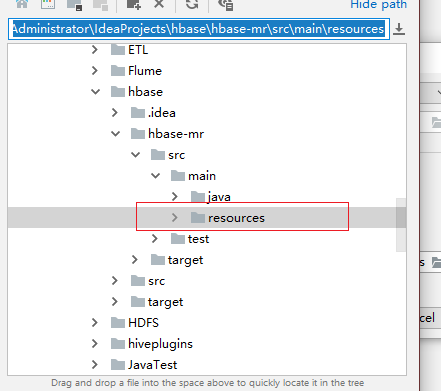 Hide path
Administrator\IdeaProjects\hbase\hbase-mr\src\main\resources
ETL
Flume
hbase
.idea
hbase-mr
src
main
java
resources
test
target
src
target
HDFS
hiveplugins
JavaTest
Drag and drop a file into the space above to quickly locate it in the tree